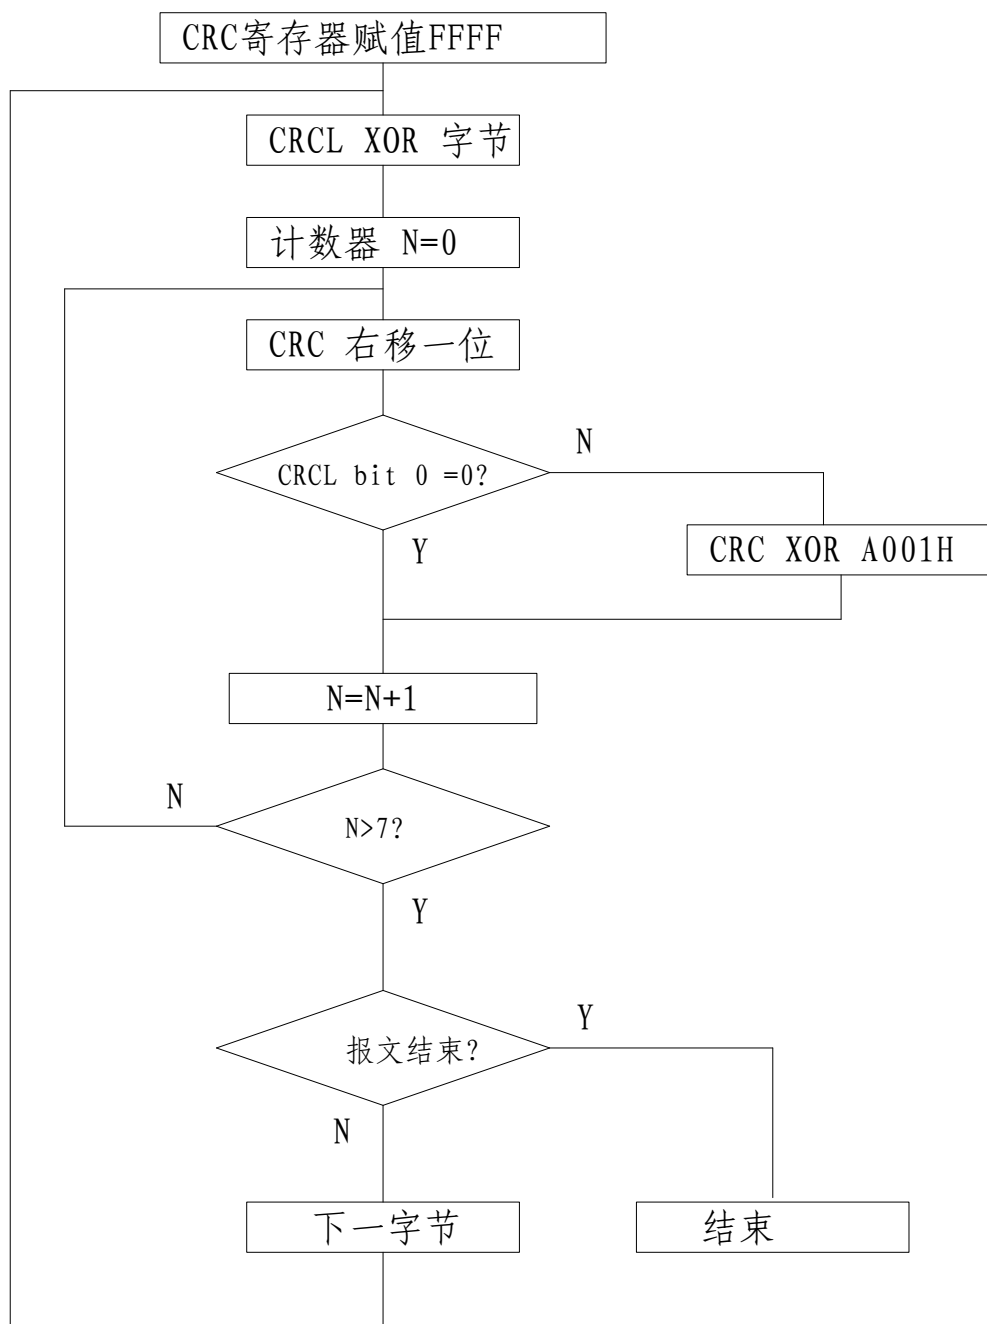 CRC寄存器赋值FFFF
CRCL XOR 字节
计数器 N=0
CRC 右移一位
N
CRCL bit 0 =0?
Y
CRC XOR A001H
N=N+1
N
N>7?
Y
Y
报文结束?
N
下一字节
结束